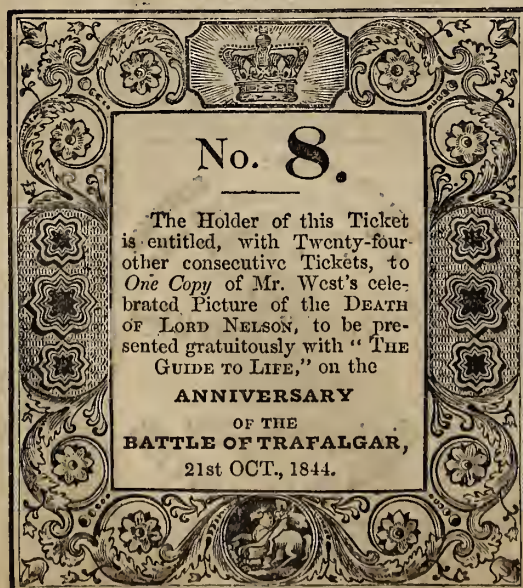 No. 8.
The Holder of this Ticket
is entitled, with Twenty-four
other consecutive Tickets, to
One Copy of Mr. West's cele-
brated Picture of the DEATH
OF LORD NELSON, to be pre-
sented gratuitously with “ THE
GUIDE TO LIFE,” on the
ANNIVERSARY
OF THE
BATTLE OF TRAFALGAR,
21st OCT., 1844.